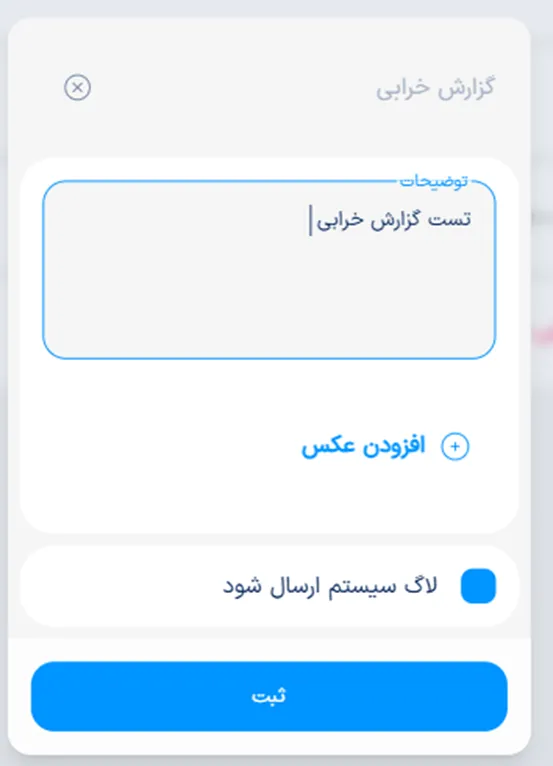 گزارش خرابی
توضیحات
تست گزارش خرابی
افزودن عکس
لاگ سیستم ارسال شود
ثبت